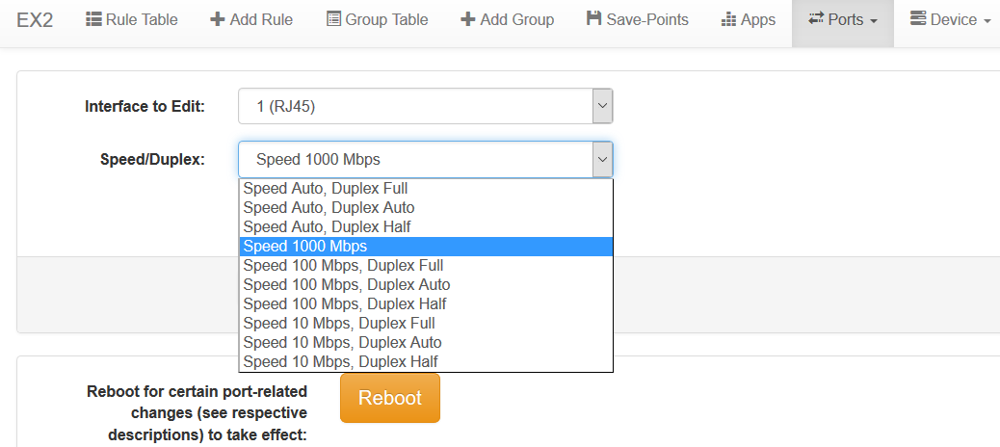 EX2 Rule Table Add Rule Group Table Add Group Save-Points Apps Ports Device
Interface to Edit: 1 (RJ45)
Speed/Duplex: Speed 1000 Mbps
Speed Auto, Duplex Full
Speed Auto, Duplex Auto
Speed Auto, Duplex Half
Speed 1000 Mbps
Speed 100 Mbps, Duplex Full
Speed 100 Mbps, Duplex Auto
Speed 100 Mbps, Duplex Half
Speed 10 Mbps, Duplex Full
Speed 10 Mbps, Duplex Auto
Speed 10 Mbps, Duplex Half
Reboot for certain port-related
changes (see respective
descriptions) to take effect:
Reboot